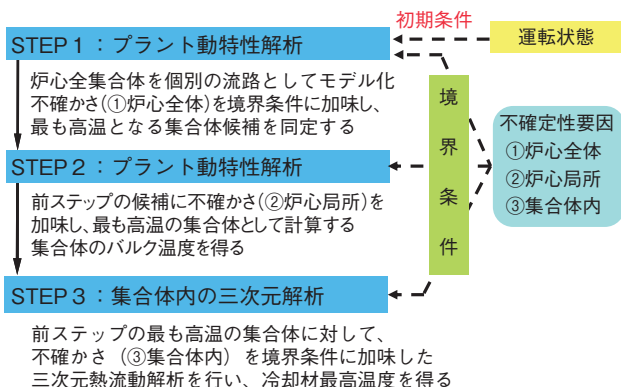 初期条件
運転状態
STEP1：プラント動特性解析
炉心全集合体を個別の流路としてモデル化
不確かさ(①炉心全体)を境界条件に加味し、
最も高温となる集合体候補を同定する
境界条件
不確定性要因
①炉心全体
②炉心局所
③集合体内
STEP2：プラント動特性解析
前ステップの候補に不確かさ(②炉心局所)を
加味し、最も高温の集合体として計算する
集合体のバルク温度を得る
STEP3：集合体内の三次元解析
前ステップの最も高温の集合体に対して、
不確かさ（③集合体内）を境界条件に加味した
三次元熱流動解析を行い、冷却材最高温度を得る